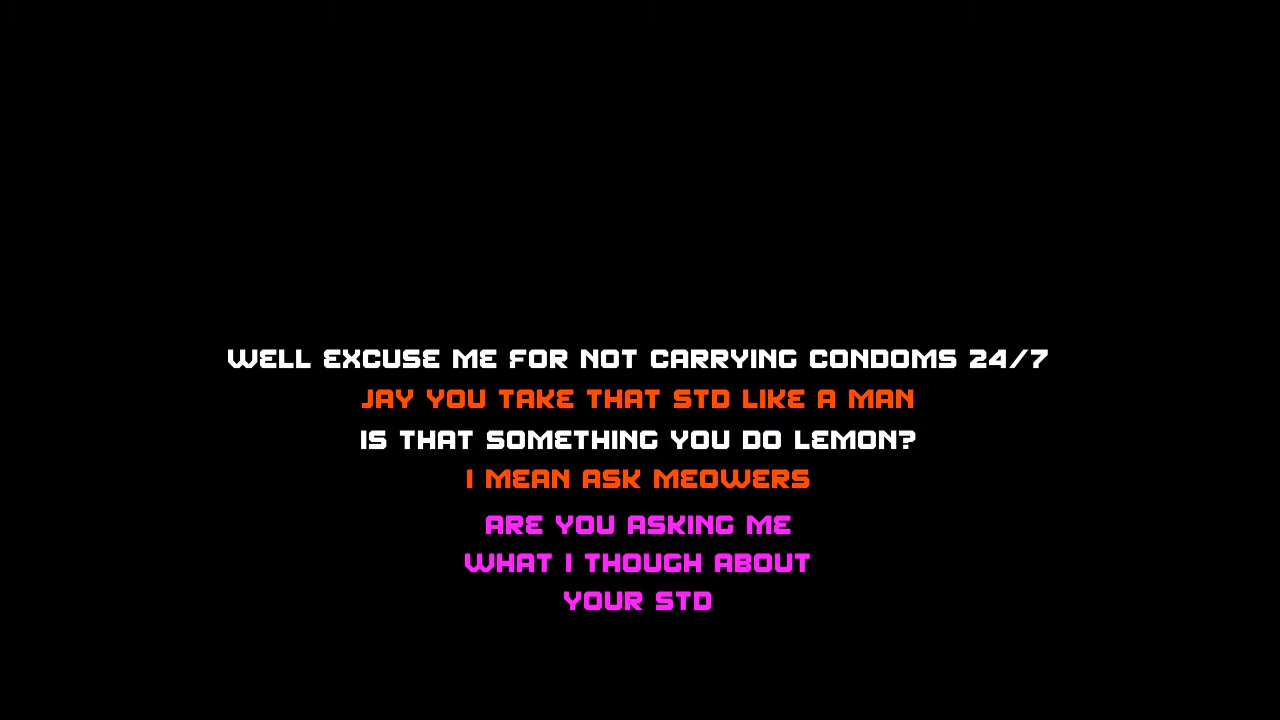 WELL EXCUSE ME FOR NOT CARRYING CONDOMS 24/7
JAY YOU TAKE THAT STD LIKE A MAN
IS THAT SOMETHING YOU DO LEMON?
I MEAN ASK MEOWERS
ARE YOU ASKING ME
WHAT I THOUGH ABOUT
YOUR STD